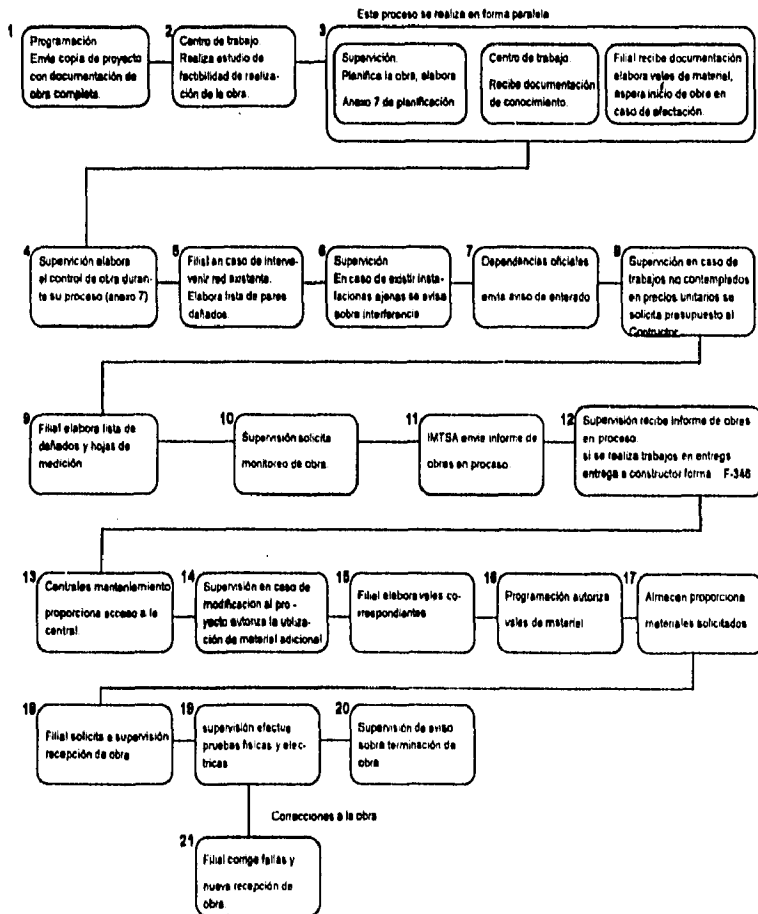 Este proceso se realiza en forma paralela
1
Programación
Envia copia de proyecto
con documentación de
obra completa.
2
Centro de trabajo.
Realiza estudio de
factibilidad de realiza-
ción de la obra.
3
Supervisión.
Planifica la obra, elabora
Anexo 7 de planificación
Centro de trabajo.
Recibe documentación
de conocimiento.
Filial recibe documentación
elabora vales de material,
espera inicio de obra en
caso de afectación.
4
Supervisión elabora
el control de obra duran-
te su proceso (anexo 7)
5
Filial en caso de interve-
venir red existente.
Elabora lista de pares
dañados.
6
Supervisión
En caso de existir insta-
laciones ajenas se avisa
sobre interferencia
7
Dependencias oficiales
envia aviso de enterado
8
Supervisión en caso de
trabajos no contemplados
en precios unitarios se
solicita presupuesto al
Contructor
9
Filial elabora lista de
dañados y hojas de
medición
10
Supervisión solicita
monitoreo de obra.
11
IMTSA envie informe de
obras en proceso.
12
Supervisión recibe informe de obras
en proceso.
si se realiza trabajos en entrega
entrega a constructor forma F-346
13
Centrales mantenimiento
proporciona acceso a la
central.
14
Supervisión en caso de
modificacion al pro-
yecto autoriza la utiliza-
ción de material adicional
15
Filial elabora vales co-
rrespondientes
16
Programación autoriza
vales de material
17
Almacen proporciona
materiales solicitados
18
Filial solicita a supervisión
recepción de obra
19
supervisión efectua
pruebas fisicas y elec-
tricas
20
Supervisión da aviso
sobre terminación de
obra
Correcciones a la obra
21
Filial corrige fallas y
nueva recepción de
obra.